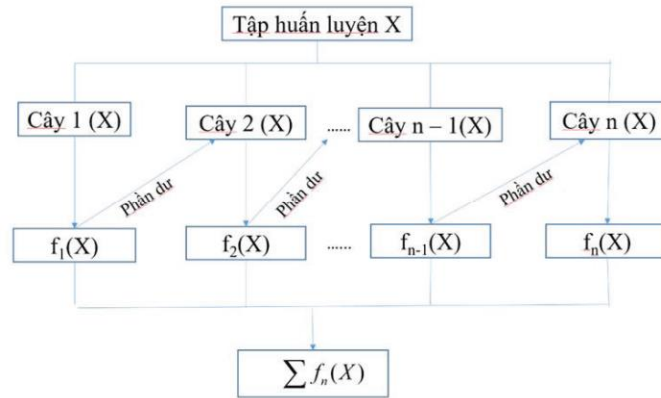 Tập huấn luyện X
Cây 1 (X)
Cây 2 (X)
......
Cây n – 1(X)
Cây n (X)
Phần dư
Phần dư
Phần dư
f₁(X)
f₂(X)
......
fₙ₋₁(X)
fₙ(X)
∑ fₙ(X)